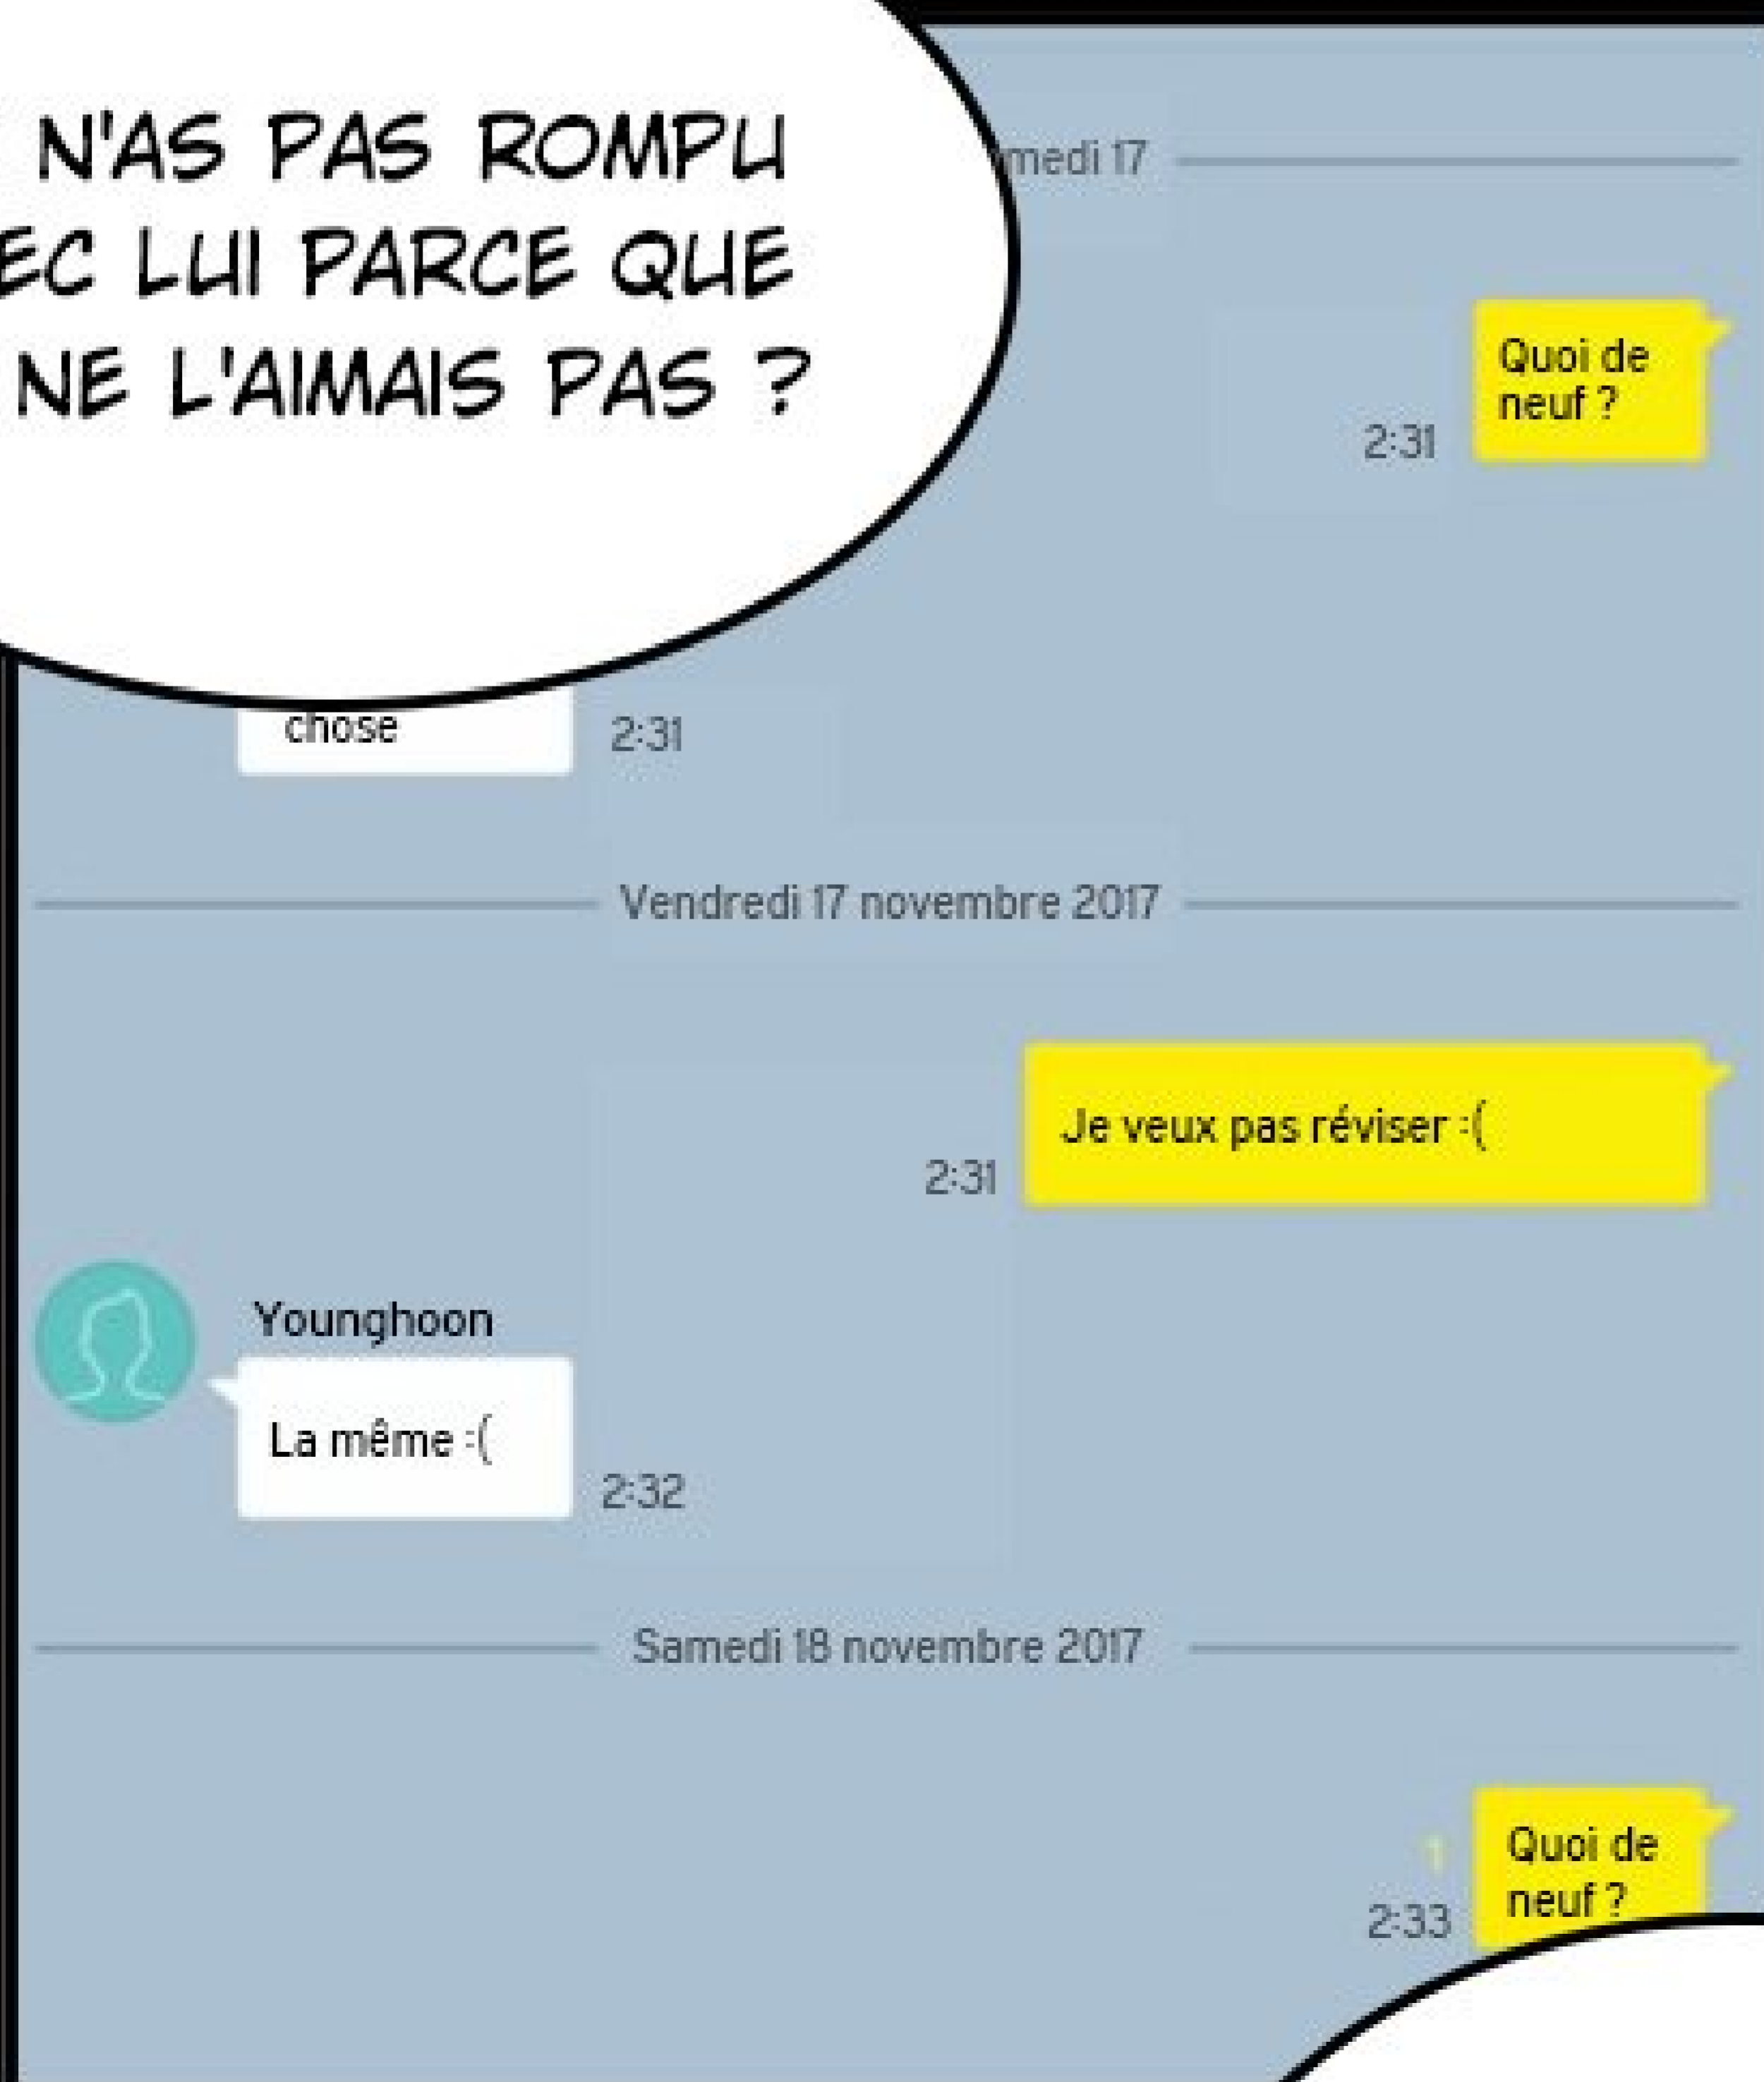 N'AS PAS ROMPU
LUI PARCE QUE
NE L'AIMAIS PAS ?
17
Quoi de
neuf ?
2:31
chose
2:31
Vendredi 17 novembre 2017
Je veux pas réviser :(
2:31
Younghoon
La même :(
2:32
Samedi 18 novembre 2017
1
Quoi de
neuf ?
2:33